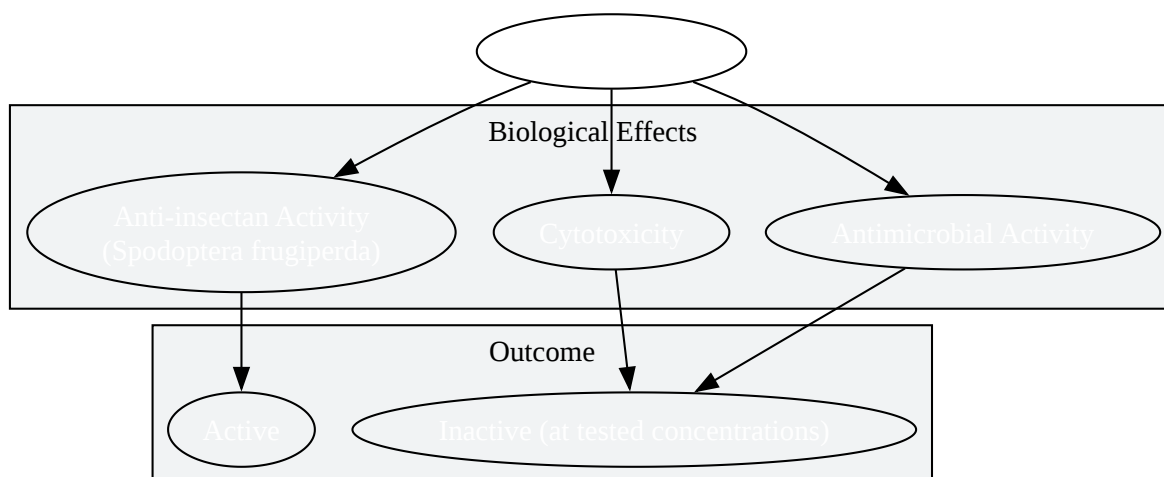 Biological Effects
Anti-insectan Activity
(Spodoptera frugiperda)
Cytotoxicity
Antimicrobial Activity
Outcome
Active
Inactive (at tested concentrations)